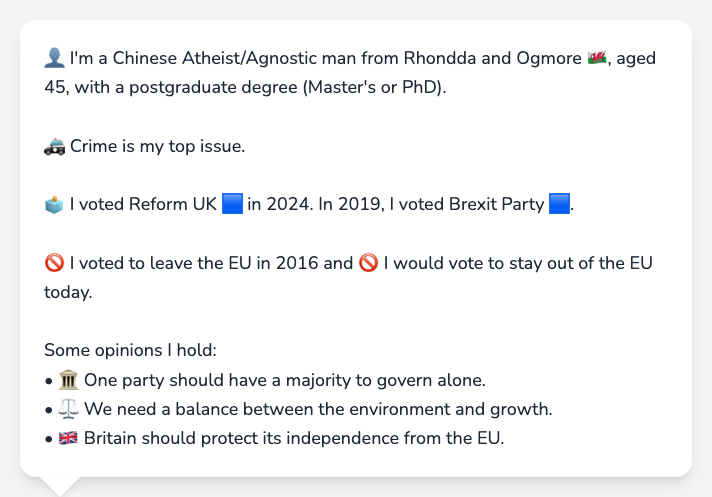 👤 I'm a Chinese Atheist/Agnostic man from Rhondda and Ogmore 🏴󠁧󠁢󠁷󠁬󠁳󠁿, aged
45, with a postgraduate degree (Master's or PhD).
🚓 Crime is my top issue.
🗳️ I voted Reform UK 🟦 in 2024. In 2019, I voted Brexit Party 🟦.
🚫 I voted to leave the EU in 2016 and 🚫 I would vote to stay out of the EU
today.
Some opinions I hold:
• 🏛️ One party should have a majority to govern alone.
• ⚖️ We need a balance between the environment and growth.
• 🇬🇧 Britain should protect its independence from the EU.